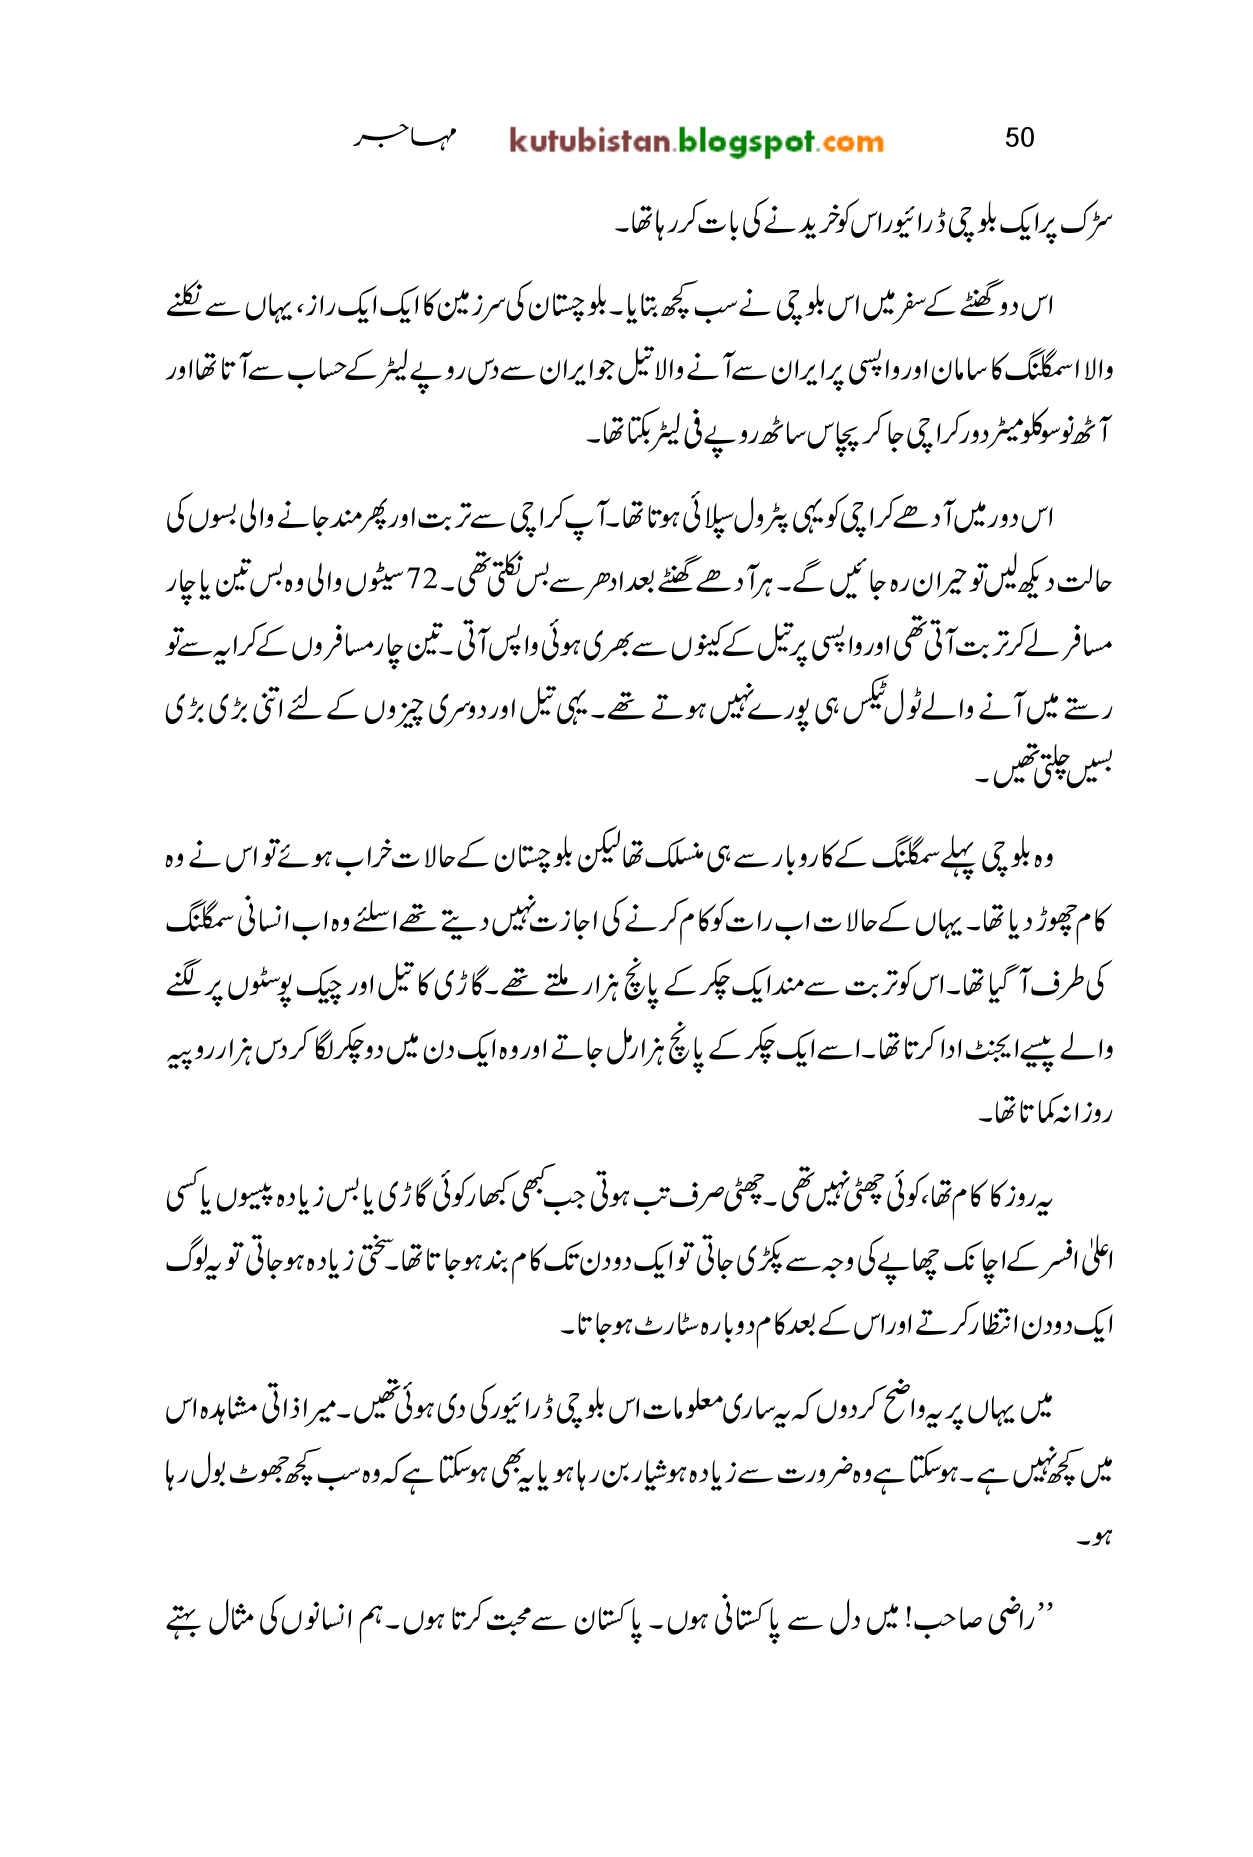 50 kutubistan.blogspot.com مہاجر
سڑک پر ایک بلوچی ڈرائیور اس کو خریدنے کی بات کر رہا تھا۔
اس دو گھنٹے کے سفر میں اس بلوچی نے سب کچھ بتایا۔ بلوچستان کی سرزمین کا ایک ایک راز، یہاں سے نکلنے
والا اسمگلنگ کا سامان اور واپسی پر ایران سے آنے والا تیل جو ایران سے دس روپے لیٹر کے حساب سے آتا تھا اور
آٹھ نو سو کلو میٹر دور کراچی جا کر پچاس ساٹھ روپے فی لیٹر بکتا تھا۔
اس دور میں آدھے کراچی کو یہی پٹرول سپلائی ہوتا تھا۔ آپ کراچی سے تربت اور پھر مند جانے والی بسوں کی
حالت دیکھ لیں تو حیران رہ جائیں گے۔ ہر آدھے گھنٹے بعد ادھر سے بس نکلتی تھی۔ 72 سیٹوں والی وہ بس تین یا چار
مسافر لے کر تربت آتی تھی اور واپسی پر تیل کے کینوں سے بھری ہوئی واپس آتی۔ تین چار مسافروں کے کرایہ سے تو
رستے میں آنے والے ٹول ٹیکس ہی پورے نہیں ہوتے تھے۔ یہی تیل اور دوسری چیزوں کے لئے اتنی بڑی بڑی
بسیں چلتی تھیں۔
وہ بلوچی پہلے سمگلنگ کے کاروبار سے ہی منسلک تھا لیکن بلوچستان کے حالات خراب ہوئے تو اس نے وہ
کام چھوڑ دیا تھا۔ یہاں کے حالات اب رات کو کام کرنے کی اجازت نہیں دیتے تھے اسلئے وہ اب انسانی سمگلنگ
کی طرف آ گیا تھا۔ اس کو تربت سے مند ایک چکر کے پانچ ہزار ملتے تھے۔ گاڑی کا تیل اور چیک پوسٹوں پر لگنے
والے پیسے ایجنٹ ادا کرتا تھا۔ اسے ایک چکر کے پانچ ہزار مل جاتے اور وہ ایک دن میں دو چکر لگا کر دس ہزار روپیہ
روزانہ کماتا تھا۔
یہ روز کا کام تھا، کوئی چھٹی نہیں تھی۔ چھٹی صرف تب ہوتی جب کبھی کبھار کوئی گاڑی یا بس زیادہ پیسوں یا کسی
اعلیٰ افسر کے اچانک چھاپے کی وجہ سے پکڑی جاتی تو ایک دو دن تک کام بند ہو جاتا تھا۔ سختی زیادہ ہو جاتی تو یہ لوگ
ایک دو دن انتظار کرتے اور اس کے بعد کام دوبارہ سٹارٹ ہو جاتا۔
میں یہاں پر یہ واضح کر دوں کہ یہ ساری معلومات اس بلوچی ڈرائیور کی دی ہوئی تھیں۔ میرا ذاتی مشاہدہ اس
میں کچھ نہیں ہے۔ ہو سکتا ہے وہ ضرورت سے زیادہ ہوشیار بن رہا ہو یا یہ بھی ہو سکتا ہے کہ وہ سب کچھ جھوٹ بول رہا
ہو۔
’’راضی صاحب! میں دل سے پاکستانی ہوں۔ پاکستان سے محبت کرتا ہوں۔ ہم انسانوں کی مثال بہتے